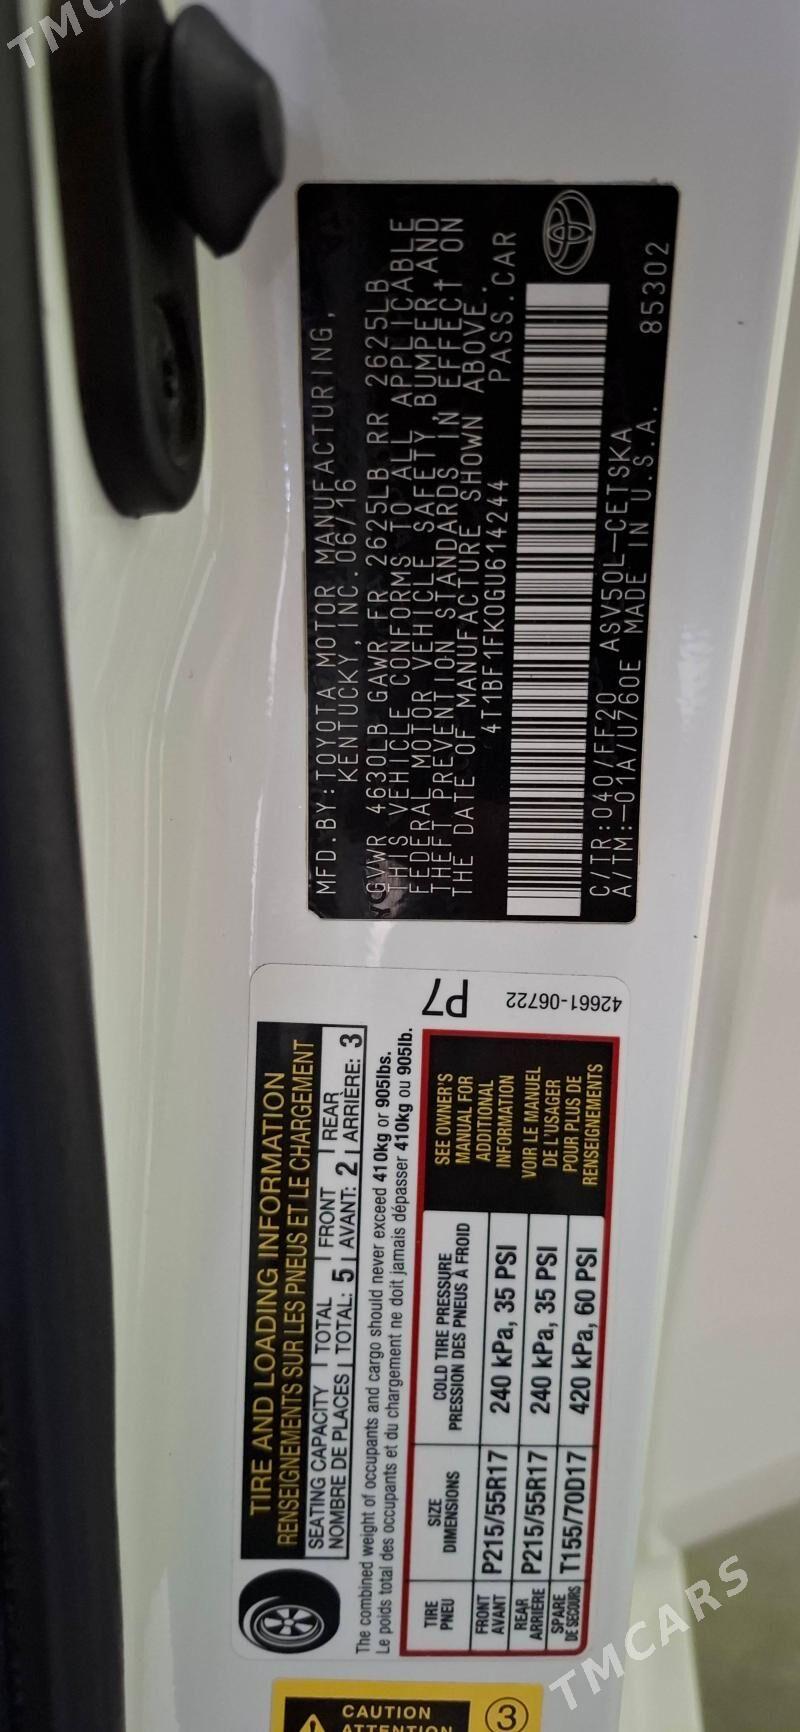 MFD. BY: TOYOTA MOTOR MANUFACTURING,
KENTUCKY, INC. 06/16
GVWR 4630LB GAWR FR 2625LB RR 2625LB
THIS VEHICLE CONFORMS TO ALL APPLICABLE
FEDERAL MOTOR VEHICLE SAFETY, BUMPER, AND
THEFT PREVENTION STANDARDS IN EFFECT ON
THE DATE OF MANUFACTURE SHOWN ABOVE.
4T1BF1FK0GU614244 PASS. CAR
C/TR: 040/FF20 ASV50L-CETSKA
A/TM: -01A/U760E MADE IN U.S.A. 85302
TIRE AND LOADING INFORMATION
RENSEIGNEMENTS SUR LES PNEUS ET LE CHARGEMENT
SEATING CAPACITY TOTAL FRONT REAR
NOMBRE DE PLACES TOTAL: 5 AVANT: 2 ARRIÈRE: 3
The combined weight of occupants and cargo should never exceed 410kg or 905lbs.
Le poids total des occupants et du chargement ne doit jamais dépasser 410kg ou 905lb.
TIRE SIZE COLD TIRE PRESSURE
PNEU DIMENSIONS PRESSION DES PNEUS À FROID
FRONT
AVANT P215/55R17 240 kPa, 35 PSI
REAR
ARRIÈRE P215/55R17 240 kPa, 35 PSI
SPARE
DE SECOURS T155/70D17 420 kPa, 60 PSI
SEE OWNER'S
MANUAL FOR
ADDITIONAL
INFORMATION
VOIR LE MANUEL
DE L'USAGER
POUR PLUS DE
RENSEIGNEMENTS
P7
42661-06722
CAUTION
ATTENTION
3
TMCARS